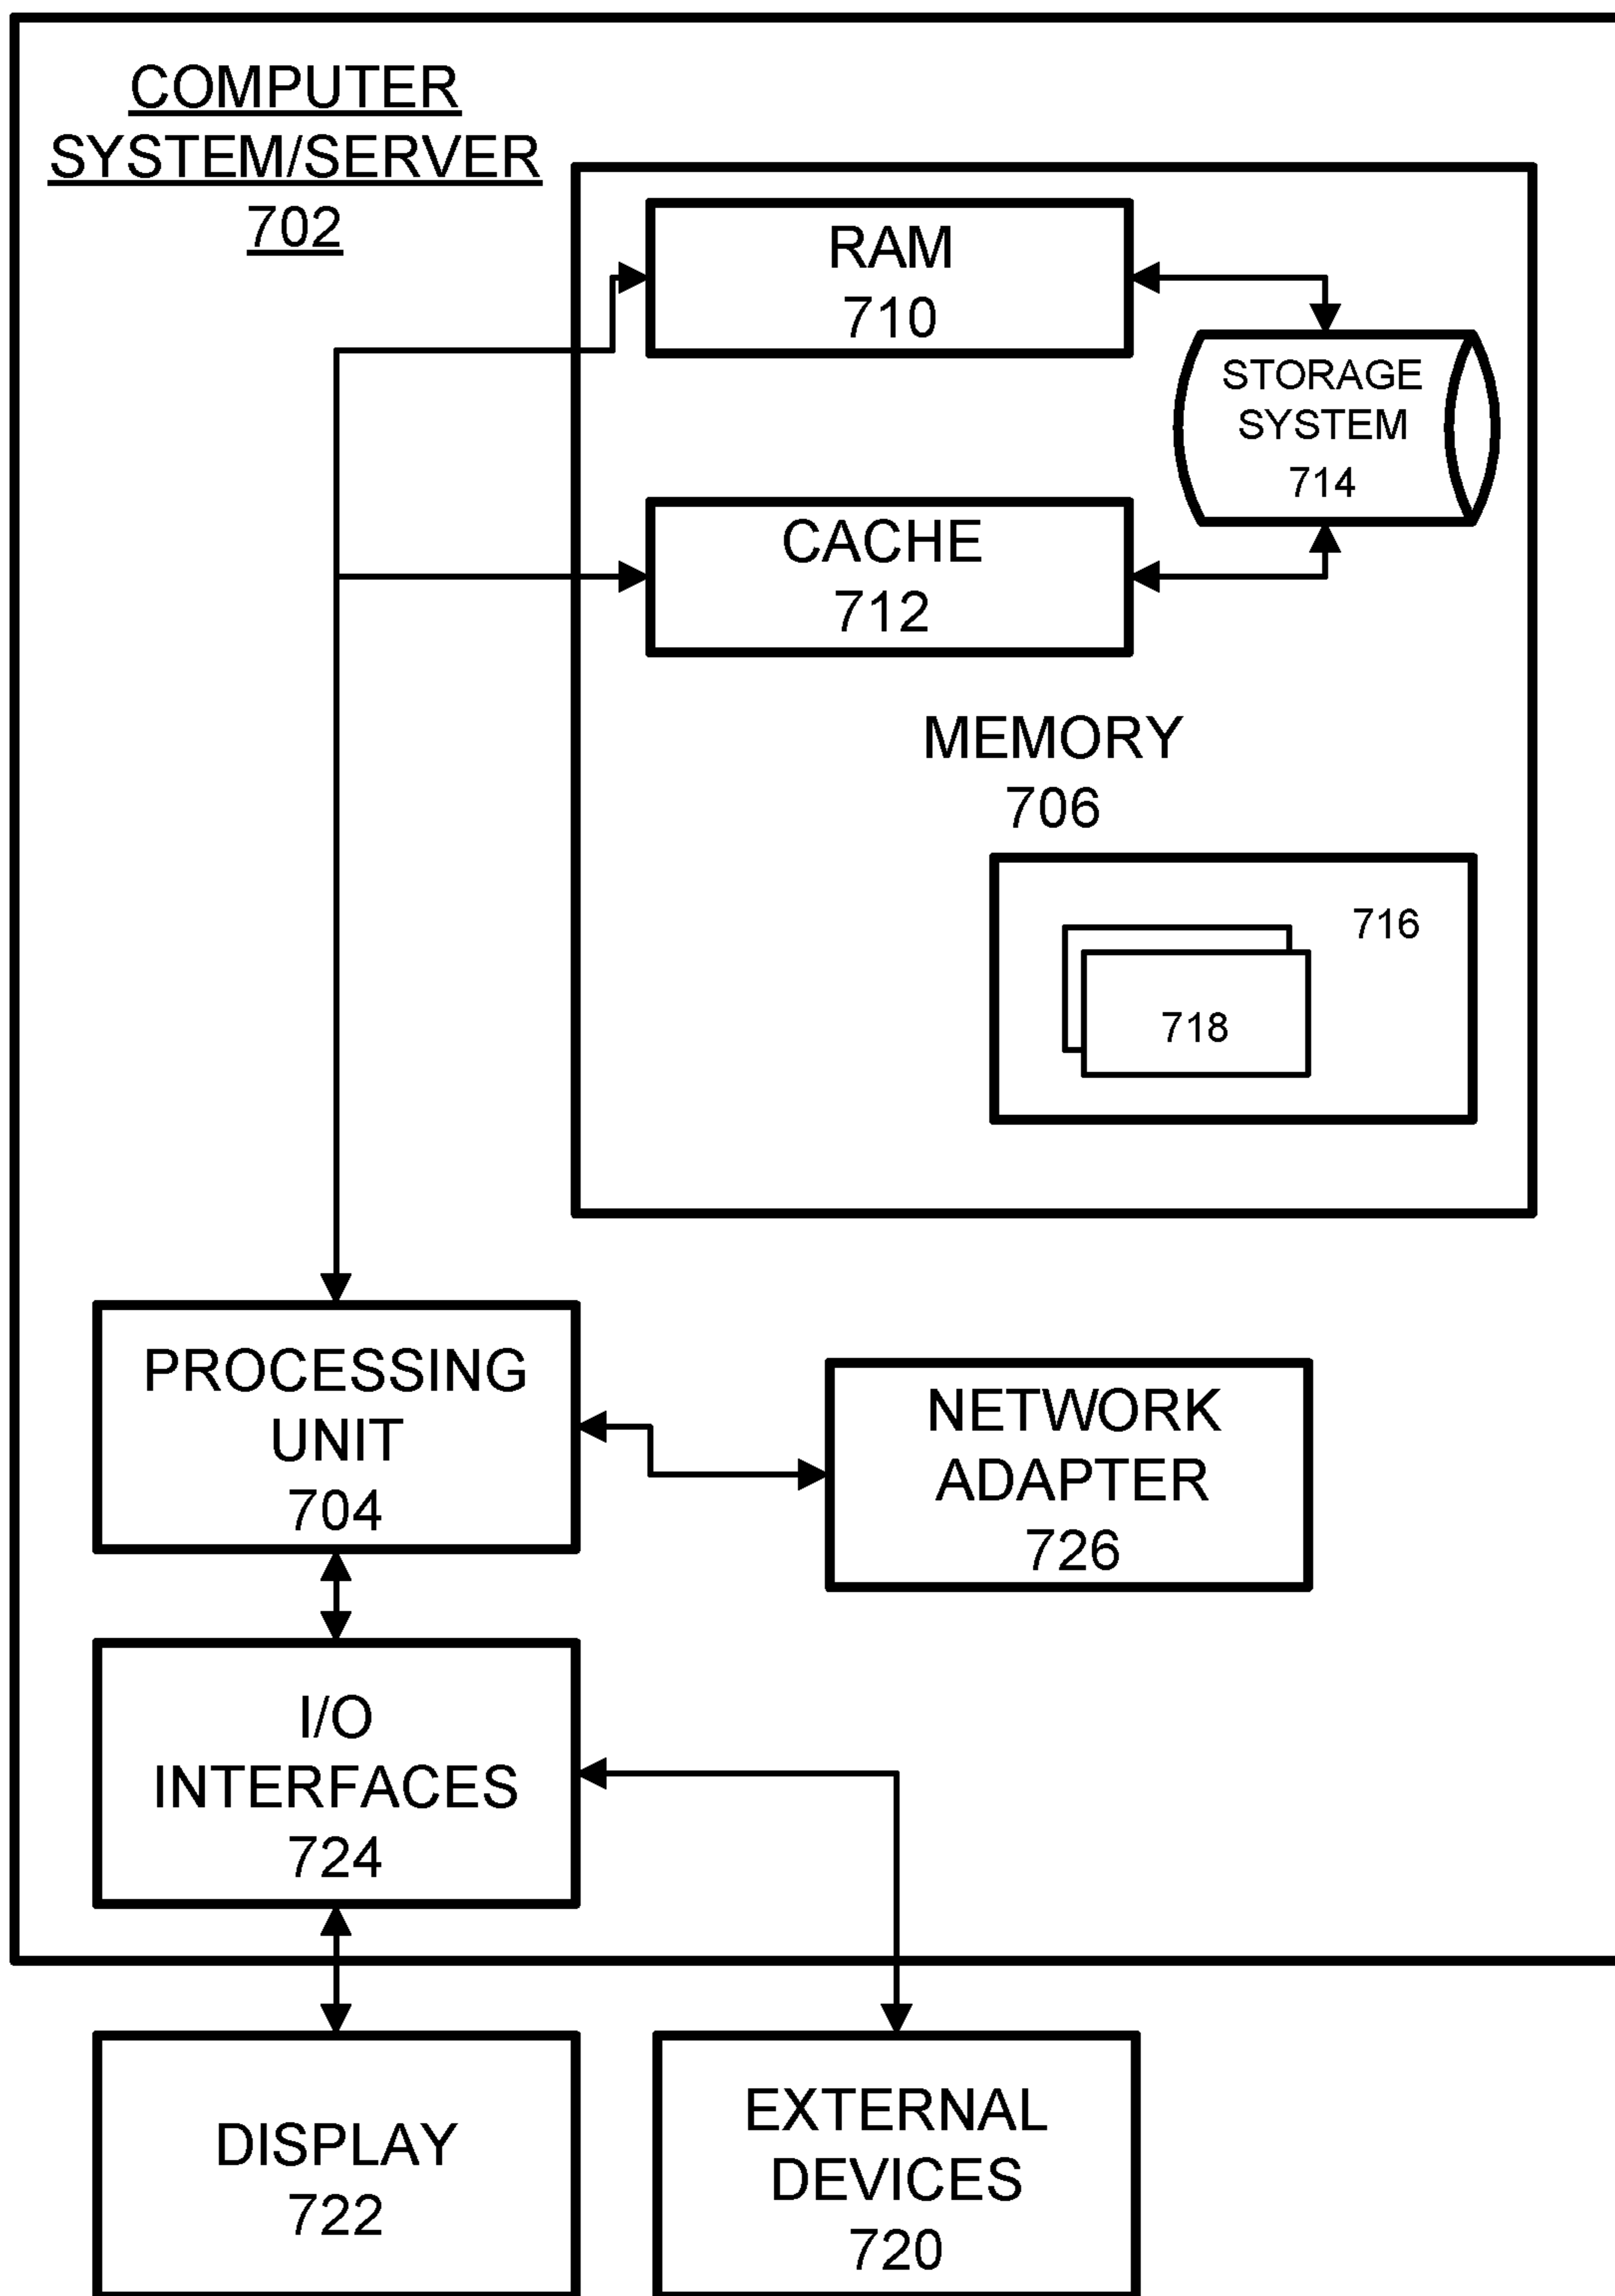 COMPUTER
SYSTEM/SERVER
702
RAM
710
STORAGE
SYSTEM
714
CACHE
712
MEMORY
706
716
718
PROCESSING
UNIT
704
NETWORK
ADAPTER
726
I/O
INTERFACES
724
DISPLAY
722
EXTERNAL
DEVICES
720